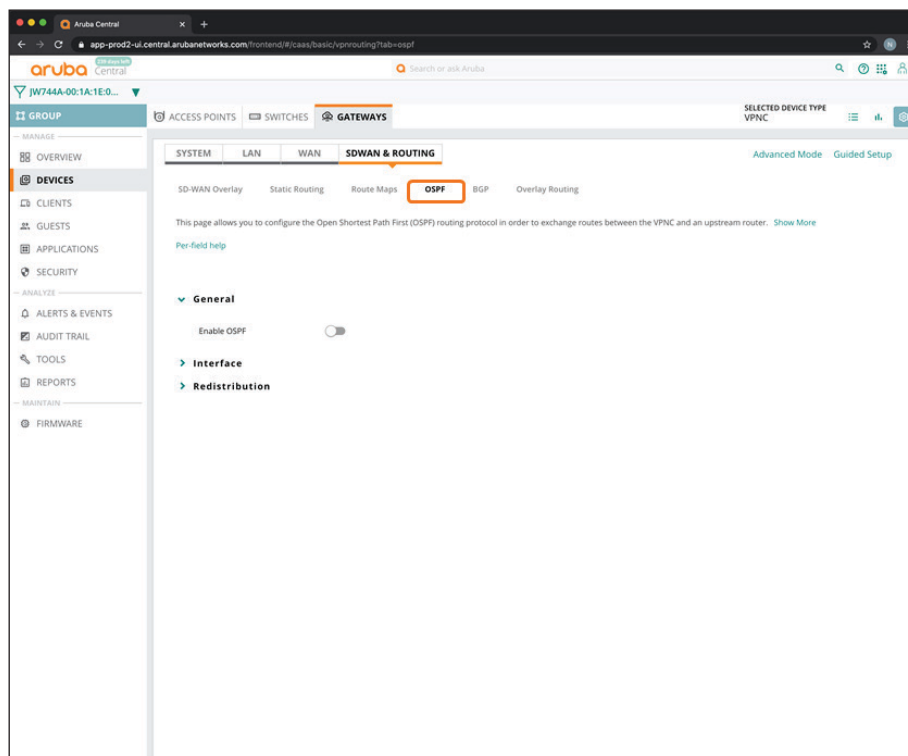 Aruba Central
app-prod2-ui.central.arubanetworks.com/frontend/#/caas/basic/vpnrouting?tab=ospf
N
aruba Central
Search or ask Aruba
JW744A-00:1A:1E:0...
GROUP
ACCESS POINTS
SWITCHES
GATEWAYS
SELECTED DEVICE TYPE
VPNC
MANAGE
OVERVIEW
DEVICES
CLIENTS
GUESTS
APPLICATIONS
SECURITY
ANALYZE
ALERTS & EVENTS
AUDIT TRAIL
TOOLS
REPORTS
MAINTAIN
FIRMWARE
SYSTEM
LAN
WAN
SDWAN & ROUTING
Advanced Mode
Guided Setup
SD-WAN Overlay
Static Routing
Route Maps
OSPF
BGP
Overlay Routing
This page allows you to configure the Open Shortest Path First (OSPF) routing protocol in order to exchange routes between the VPNC and an upstream router. Show More
Per-field help
General
Enable OSPF
Interface
Redistribution